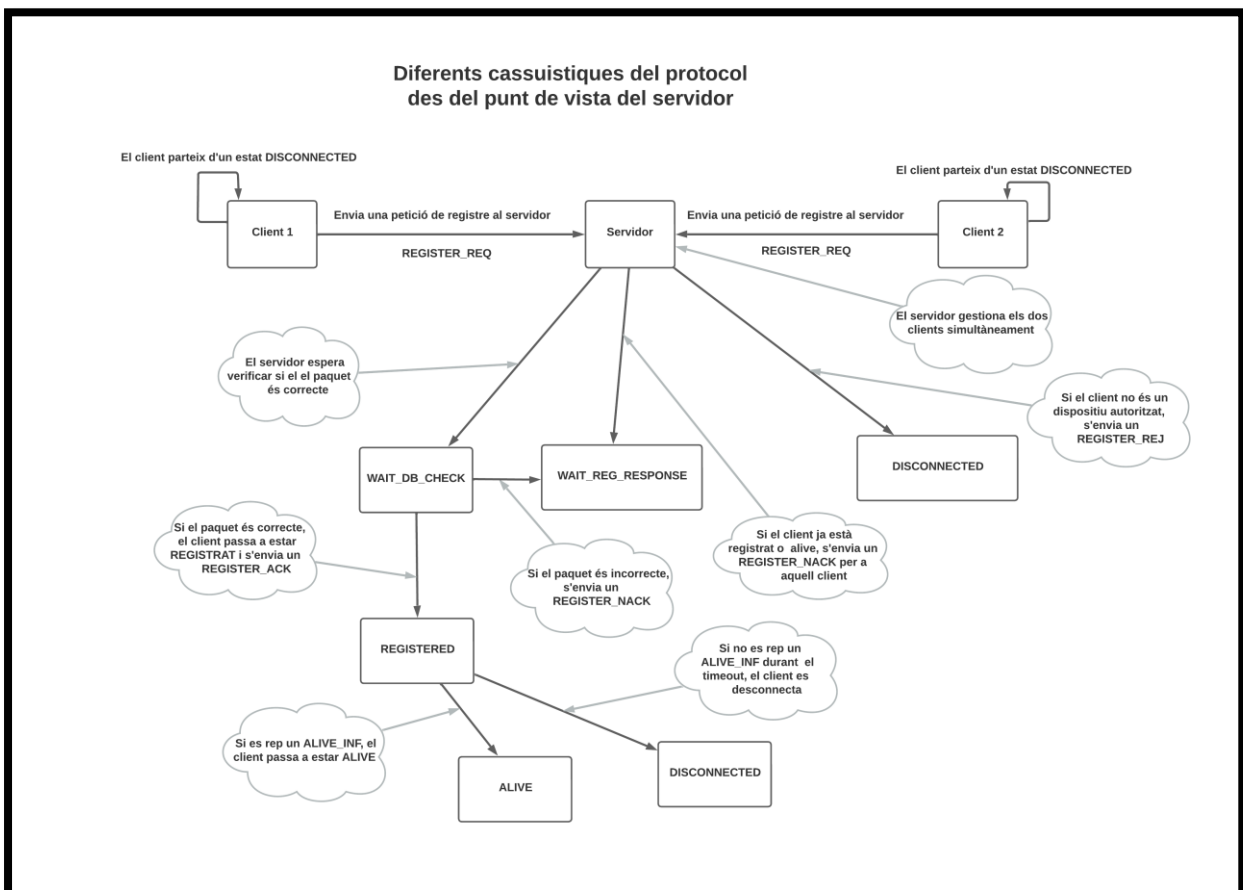 Diferents cassuistiques del protocol
des del punt de vista del servidor
El client parteix d'un estat DISCONNECTED
El client parteix d'un estat DISCONNECTED
Client 1
Envia una petició de registre al servidor
REGISTER_REQ
Servidor
Envia una petició de registre al servidor
REGISTER_REQ
Client 2
El servidor gestiona els dos
clients simultàneament
El servidor espera
verificar si el el paquet
és correcte
Si el client no és un
dispositiu autoritzat,
s'envia un
REGISTER_REJ
WAIT_DB_CHECK
WAIT_REG_RESPONSE
DISCONNECTED
Si el paquet és correcte,
el client passa a estar
REGISTRAT i s'envia un
REGISTER_ACK
Si el paquet és incorrecte,
s'envia un
REGISTER_NACK
Si el client ja està
registrat o alive, s'envia un
REGISTER_NACK per a
aquell client
REGISTERED
Si no es rep un
ALIVE_INF durant el
timeout, el client es
desconnecta
Si es rep un ALIVE_INF, el
client passa a estar ALIVE
ALIVE
DISCONNECTED